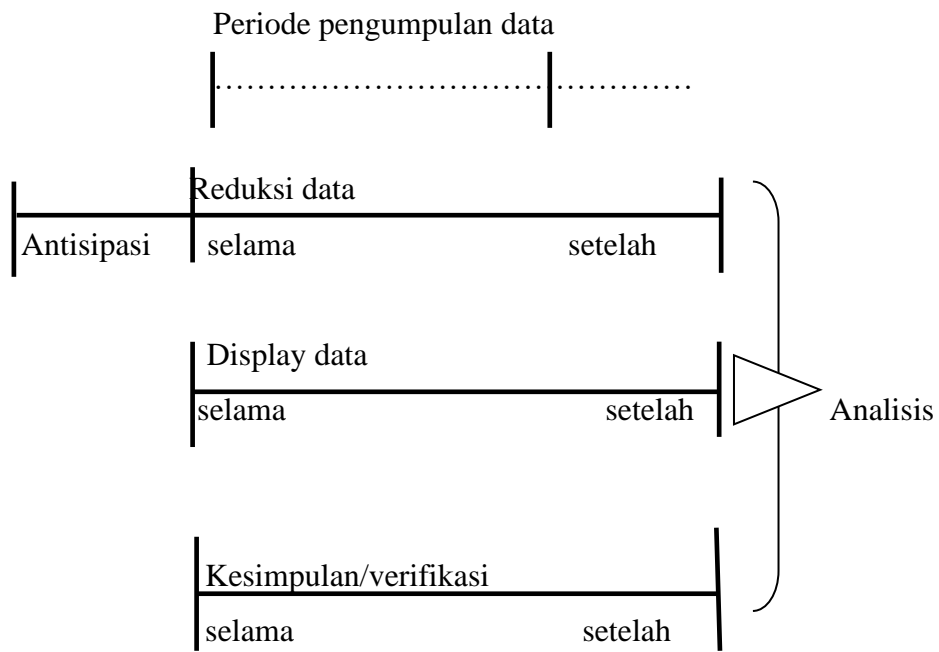 Periode pengumpulan data
Reduksi data
Antisipasi selama setelah
Display data
selama setelah
Analisis
Kesimpulan/verifikasi
selama setelah